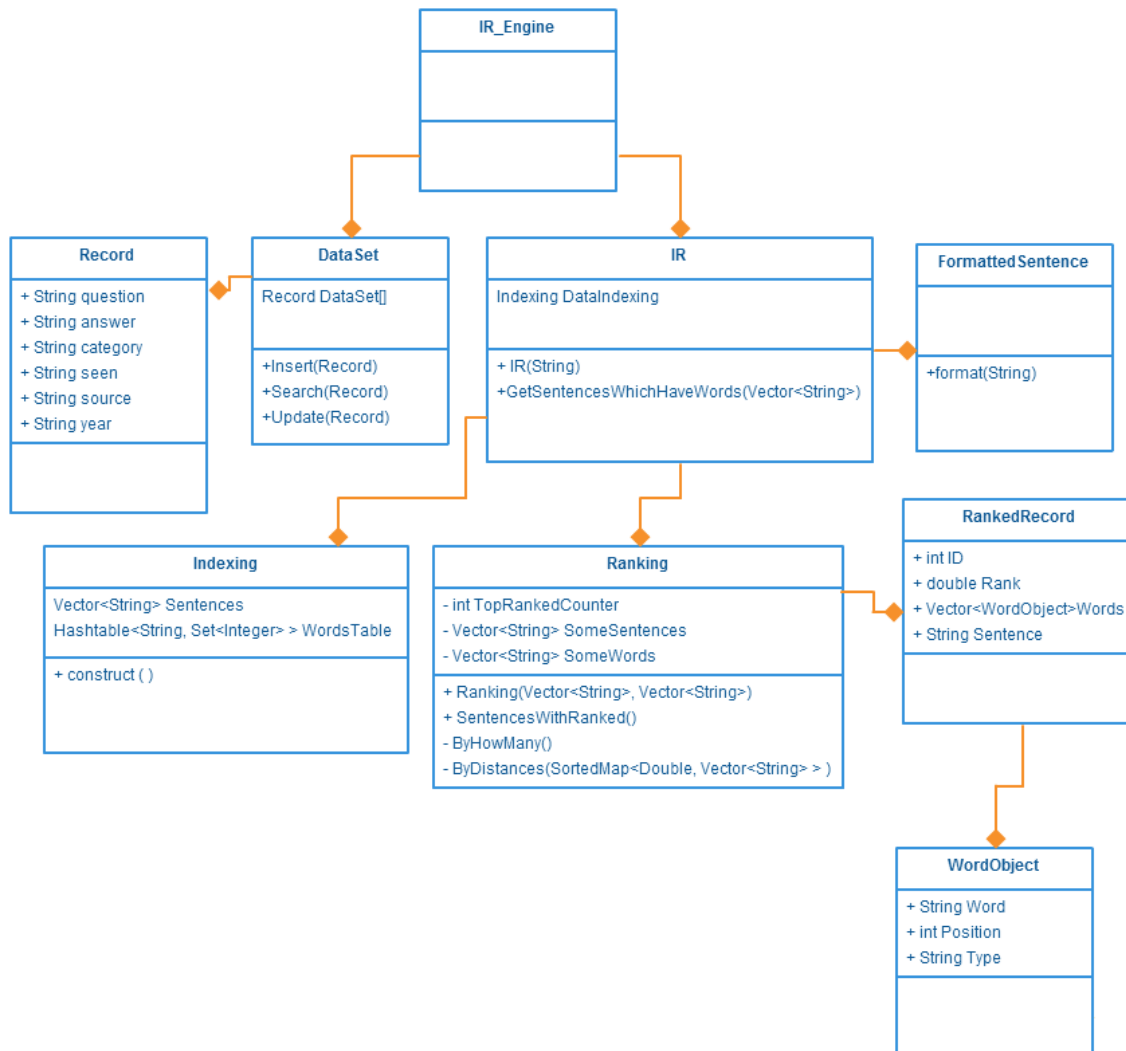 IR_Engine
Record
+ String question
+ String answer
+ String category
+ String seen
+ String source
+ String year
DataSet
Record DataSet[]
+Insert(Record)
+Search(Record)
+Update(Record)
IR
Indexing DataIndexing
+ IR(String)
+GetSentencesWhichHaveWords(Vector<String>)
FormattedSentence
+format(String)
Indexing
Vector<String> Sentences
Hashtable<String, Set<Integer> > WordsTable
+ construct ( )
Ranking
- int TopRankedCounter
- Vector<String> SomeSentences
- Vector<String> SomeWords
+ Ranking(Vector<String>, Vector<String>)
+ SentencesWithRanked()
- ByHowMany()
- ByDistances(SortedMap<Double, Vector<String> > )
RankedRecord
+ int ID
+ double Rank
+ Vector<WordObject>Words
+ String Sentence
WordObject
+ String Word
+ int Position
+ String Type